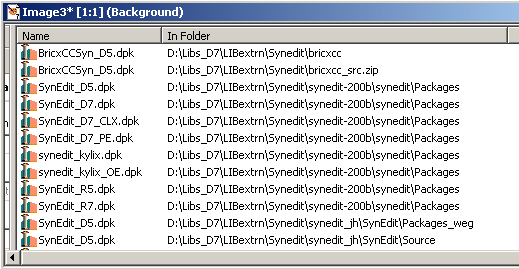 Image3* [1:1] (Background)
Name In Folder
BricxCCSyn_D5.dpk D:\Libs_D7\LIBextrn\Synedit\bricxcc
BricxCCSyn_D5.dpk D:\Libs_D7\LIBextrn\Synedit\bricxcc_src.zip
SynEdit_D5.dpk D:\Libs_D7\LIBextrn\Synedit\synedit-200b\synedit\Packages
SynEdit_D7.dpk D:\Libs_D7\LIBextrn\Synedit\synedit-200b\synedit\Packages
SynEdit_D7_CLX.dpk D:\Libs_D7\LIBextrn\Synedit\synedit-200b\synedit\Packages
SynEdit_D7_PE.dpk D:\Libs_D7\LIBextrn\Synedit\synedit-200b\synedit\Packages
synedit_kylix.dpk D:\Libs_D7\LIBextrn\Synedit\synedit-200b\synedit\Packages
synedit_kylix_OE.dpk D:\Libs_D7\LIBextrn\Synedit\synedit-200b\synedit\Packages
SynEdit_R5.dpk D:\Libs_D7\LIBextrn\Synedit\synedit-200b\synedit\Packages
SynEdit_R7.dpk D:\Libs_D7\LIBextrn\Synedit\synedit-200b\synedit\Packages
SynEdit_D5.dpk D:\Libs_D7\LIBextrn\Synedit\synedit_jh\SynEdit\Packages_weg
SynEdit_D5.dpk D:\Libs_D7\LIBextrn\Synedit\synedit_jh\SynEdit\Source